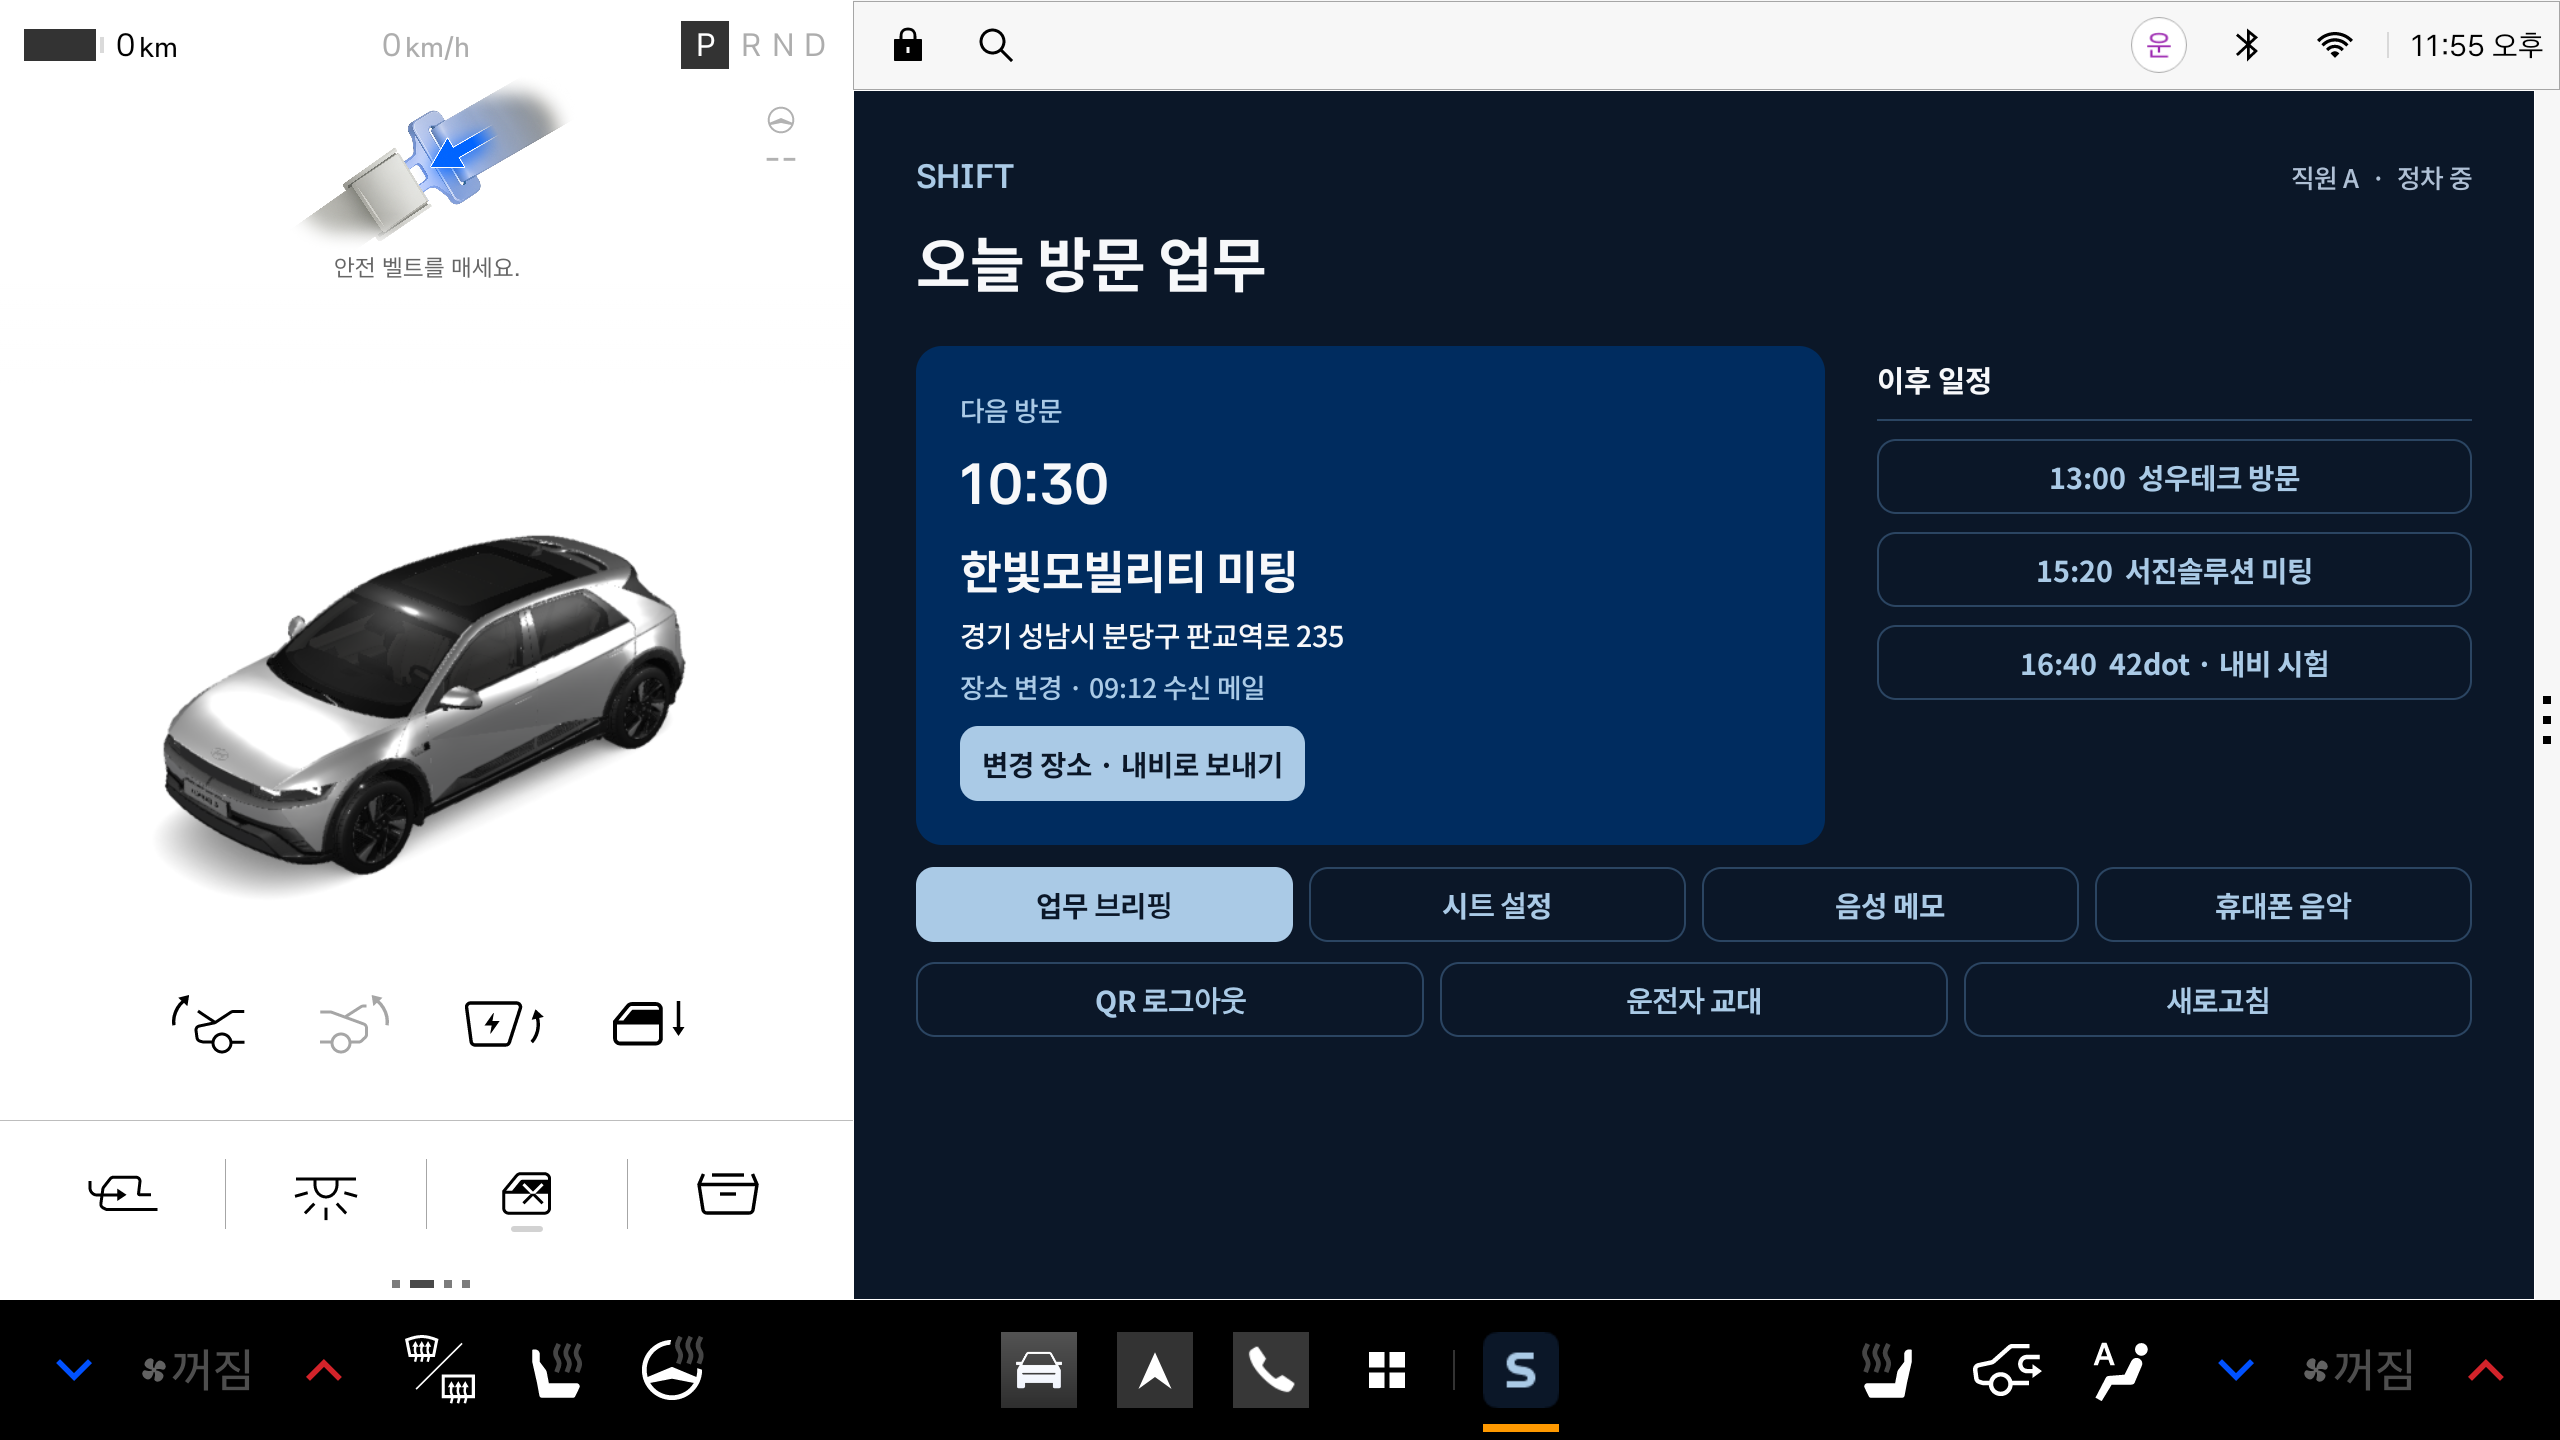 0 km
0 km/h
P R N D
11:55 오후
운
안전 벨트를 매세요.
SHIFT
직원 A · 정차 중
오늘 방문 업무
다음 방문
10:30
한빛모빌리티 미팅
경기 성남시 분당구 판교역로 235
장소 변경 · 09:12 수신 메일
변경 장소 · 내비로 보내기
이후 일정
13:00 성우테크 방문
15:20 서진솔루션 미팅
16:40 42dot · 내비 시험
업무 브리핑
시트 설정
음성 메모
휴대폰 음악
QR 로그아웃
운전자 교대
새로고침
꺼짐
S
A
꺼짐